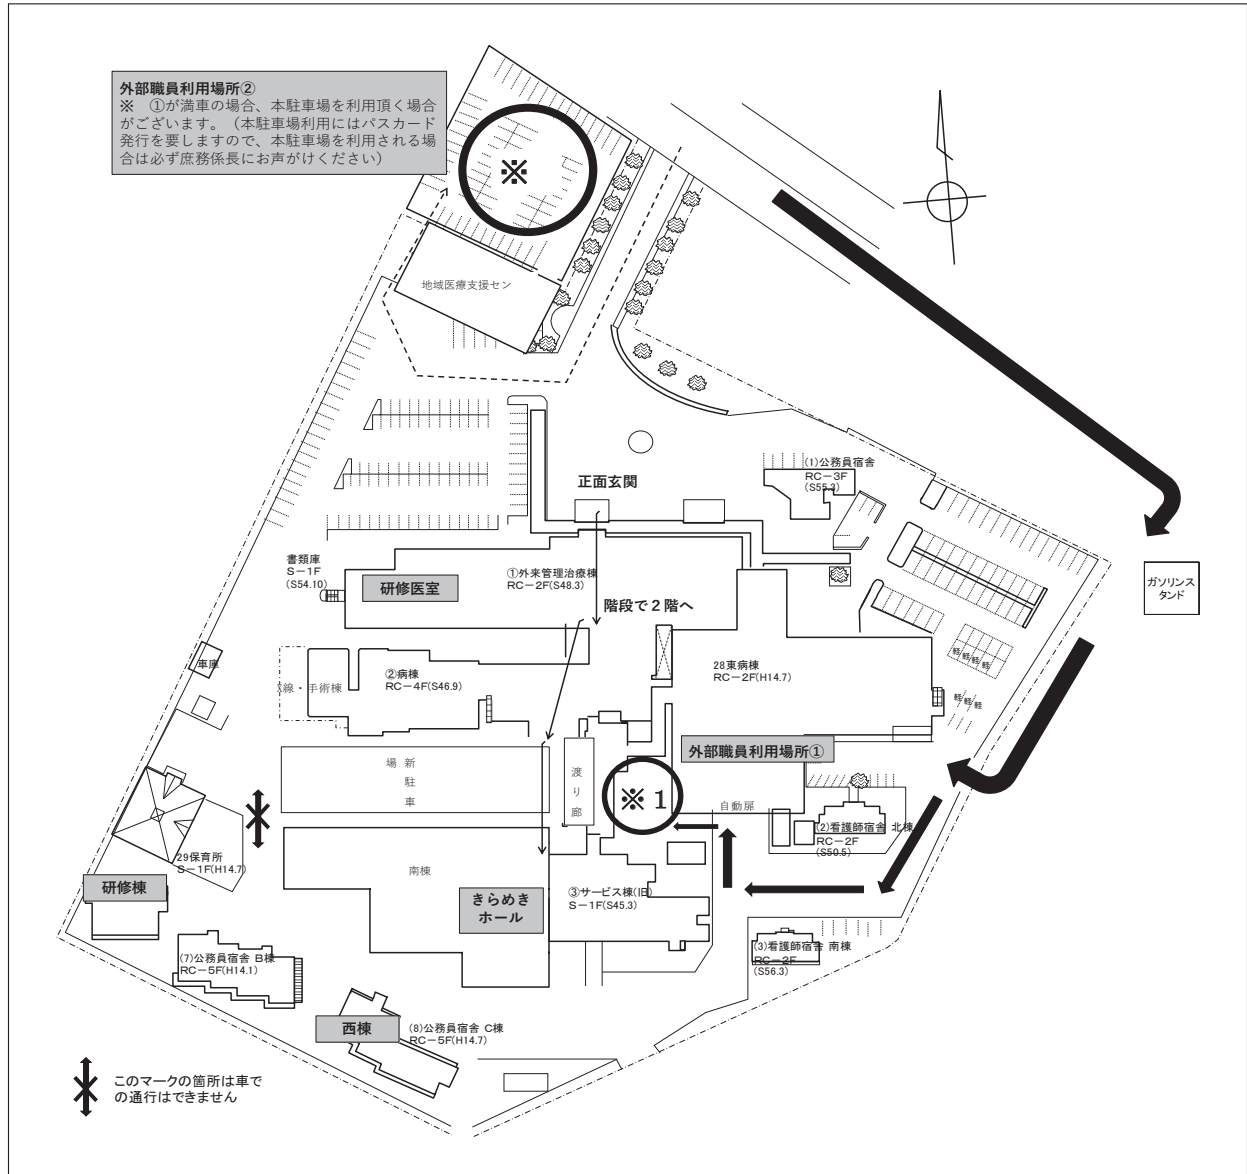 外部職員利用場所②
※　①が満車の場合、本駐車場を利用頂く場合
がございます。（本駐車場利用にはパスカード
発行を要しますので、本駐車場を利用される場
合は必ず庶務係長にお声がけください）
※
地域医療支援セン
(1)公務員宿舎
RC－3F
(S55.3)
正面玄関
書類庫
S－1F
(S54.10)
研修医室
①外来管理治療棟
RC－2F(S48.3)
階段で２階へ
ガソリンス
タンド
軽 軽 軽 軽
軽 軽 軽
車庫
線・手術棟
②病棟
RC－4F(S46.9)
28東病棟
RC－2F(H14.7)
外部職員利用場所①
場 新
駐
車
渡
り
廊
※１
自動扉
(2)看護師宿舎 北棟
RC－2F
(S50.5)
29保育所
S－1F(H14.7)
研修棟
南棟
きらめき
ホール
③サービス棟(旧)
S－1F(S45.3)
(3)看護師宿舎 南棟
RC－2F
(S56.3)
(7)公務員宿舎 B棟
RC－5F(H14.1)
西棟
(8)公務員宿舎 C棟
RC－5F(H14.7)
このマークの箇所は車で
の通行はできません